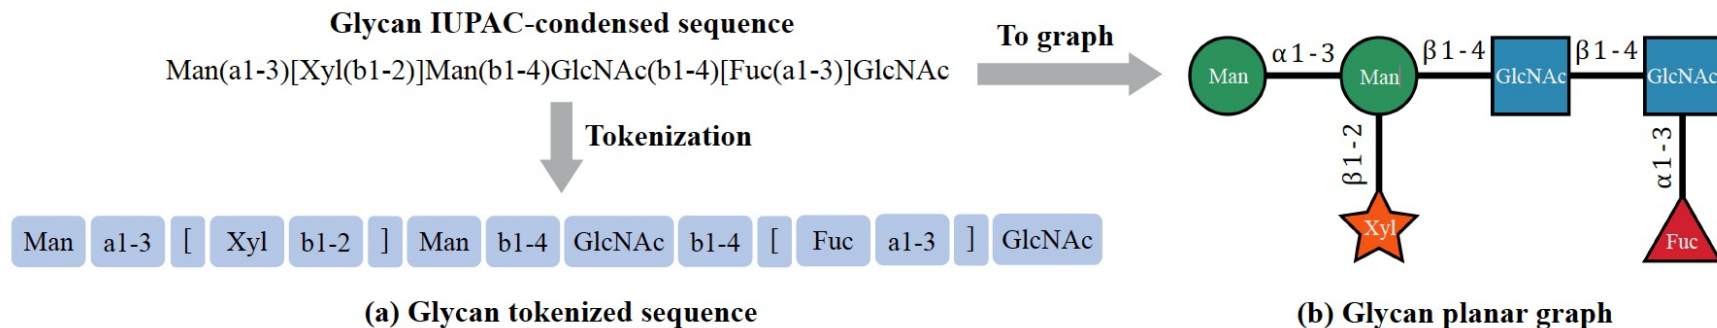 Glycan IUPAC-condensed sequence
Man(a1-3)[Xyl(b1-2)]Man(b1-4)GlcNAc(b1-4)[Fuc(a1-3)]GlcNAc
To graph
Tokenization
Man a1-3 [ Xyl b1-2 ] Man b1-4 GlcNAc b1-4 [ Fuc a1-3 ] GlcNAc
(a) Glycan tokenized sequence
Man α1-3 Man β1-4 GlcNAc β1-4 GlcNAc
β1-2 α1-3
Xyl Fuc
(b) Glycan planar graph